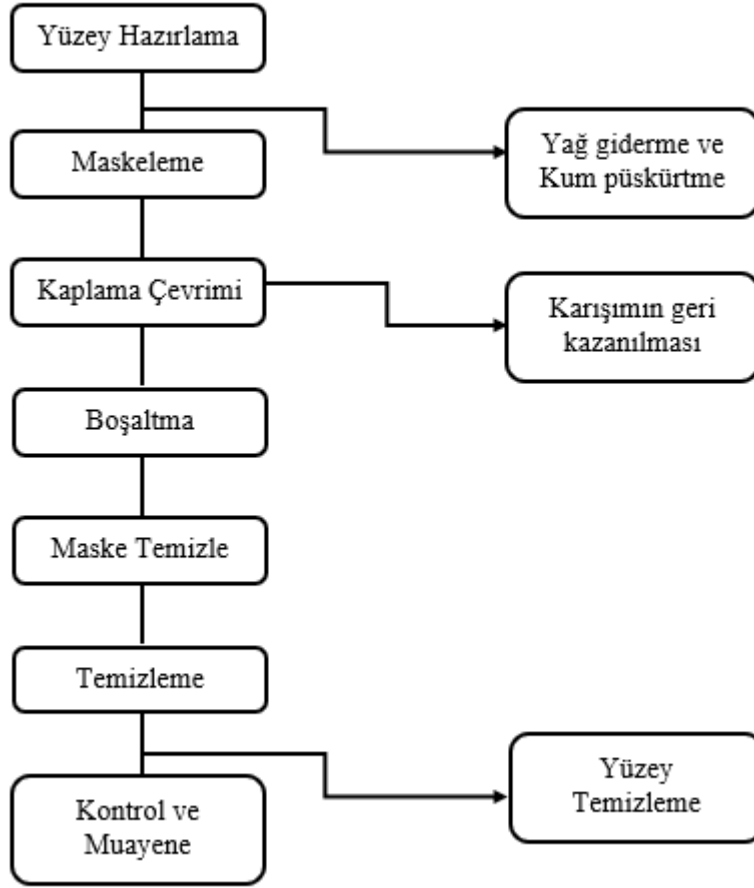 Yüzey Hazırlama
Maskeleme
Yağ giderme ve
Kum püskürtme
Kaplama Çevrimi
Karışımın geri
kazanılması
Boşaltma
Maske Temizle
Temizleme
Yüzey
Temizleme
Kontrol ve
Muayene